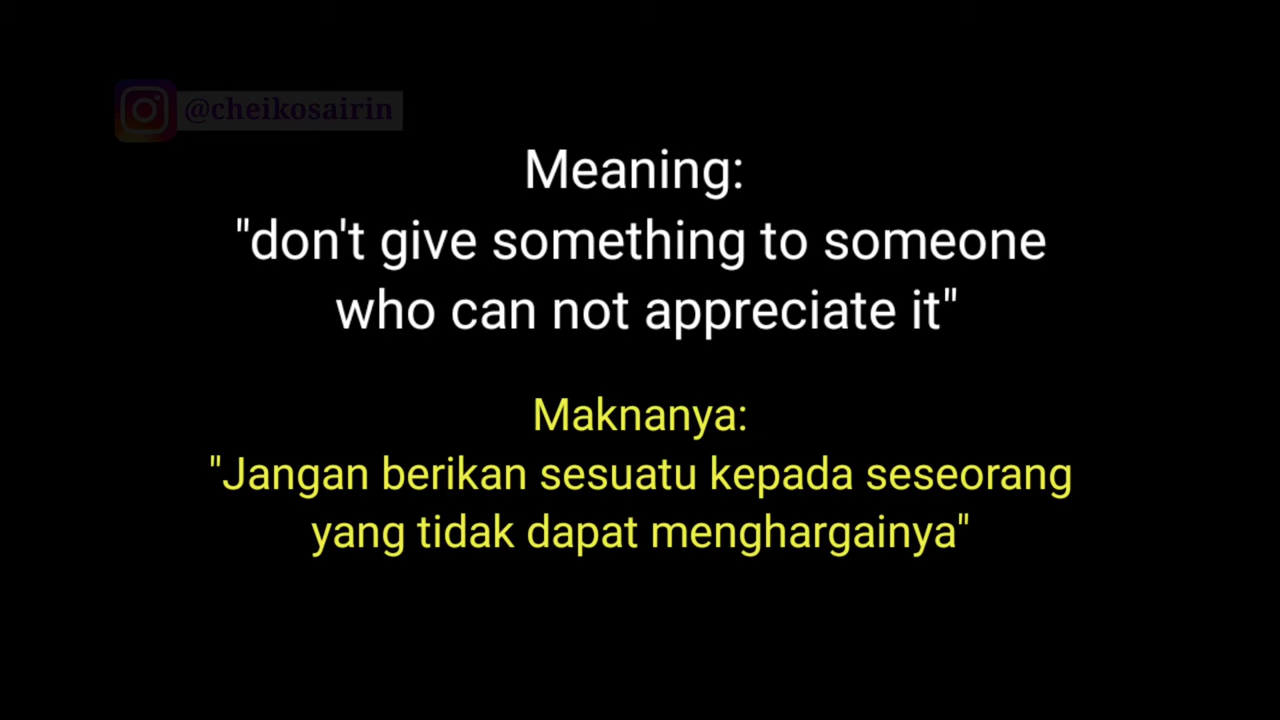 @cheikosairin
Meaning:
"don't give something to someone
who can not appreciate it"
Maknanya:
"Jangan berikan sesuatu kepada seseorang
yang tidak dapat menghargainya"